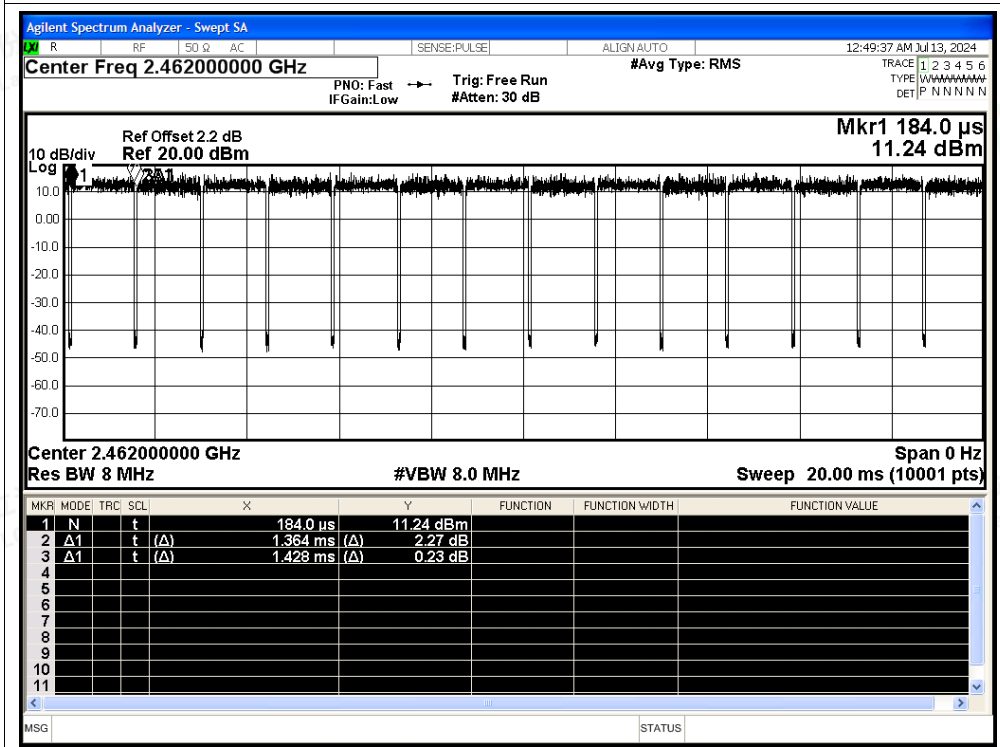 Agilent Spectrum Analyzer - Swept SA
LXI R RF 50 Ω AC SENSE:PULSE ALIGN AUTO 12:49:37 AM Jul 13, 2024
Center Freq 2.462000000 GHz #Avg Type: RMS TRACE 1 2 3 4 5 6
PNO: Fast Trig: Free Run TYPE
IFGain:Low #Atten: 30 dB DET P N N N N N
Mkr1 184.0 µs
Ref Offset 2.2 dB
10 dB/div Ref 20.00 dBm 11.24 dBm
Log
10.0
0.00
-10.0
-20.0
-30.0
-40.0
-50.0
-60.0
-70.0
Center 2.462000000 GHz Span 0 Hz
Res BW 8 MHz #VBW 8.0 MHz Sweep 20.00 ms (10001 pts)
MKR MODE TRC SCL X Y FUNCTION FUNCTION WIDTH FUNCTION VALUE
1 N t 184.0 µs 11.24 dBm
2 Δ1 t (Δ) 1.364 ms (Δ) 2.27 dB
3 Δ1 t (Δ) 1.428 ms (Δ) 0.23 dB
4
5
6
7
8
9
10
11
MSG STATUS